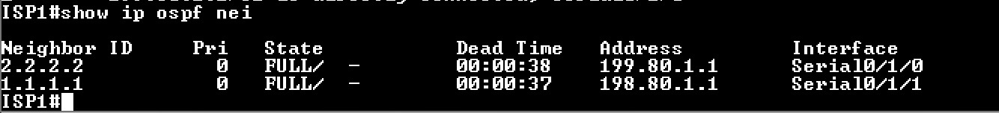 ISP1#show ip ospf nei
Neighbor ID     Pri   State           Dead Time   Address         Interface
2.2.2.2           0   FULL/  -        00:00:38    199.80.1.1      Serial0/1/0
1.1.1.1           0   FULL/  -        00:00:37    198.80.1.1      Serial0/1/1
ISP1#